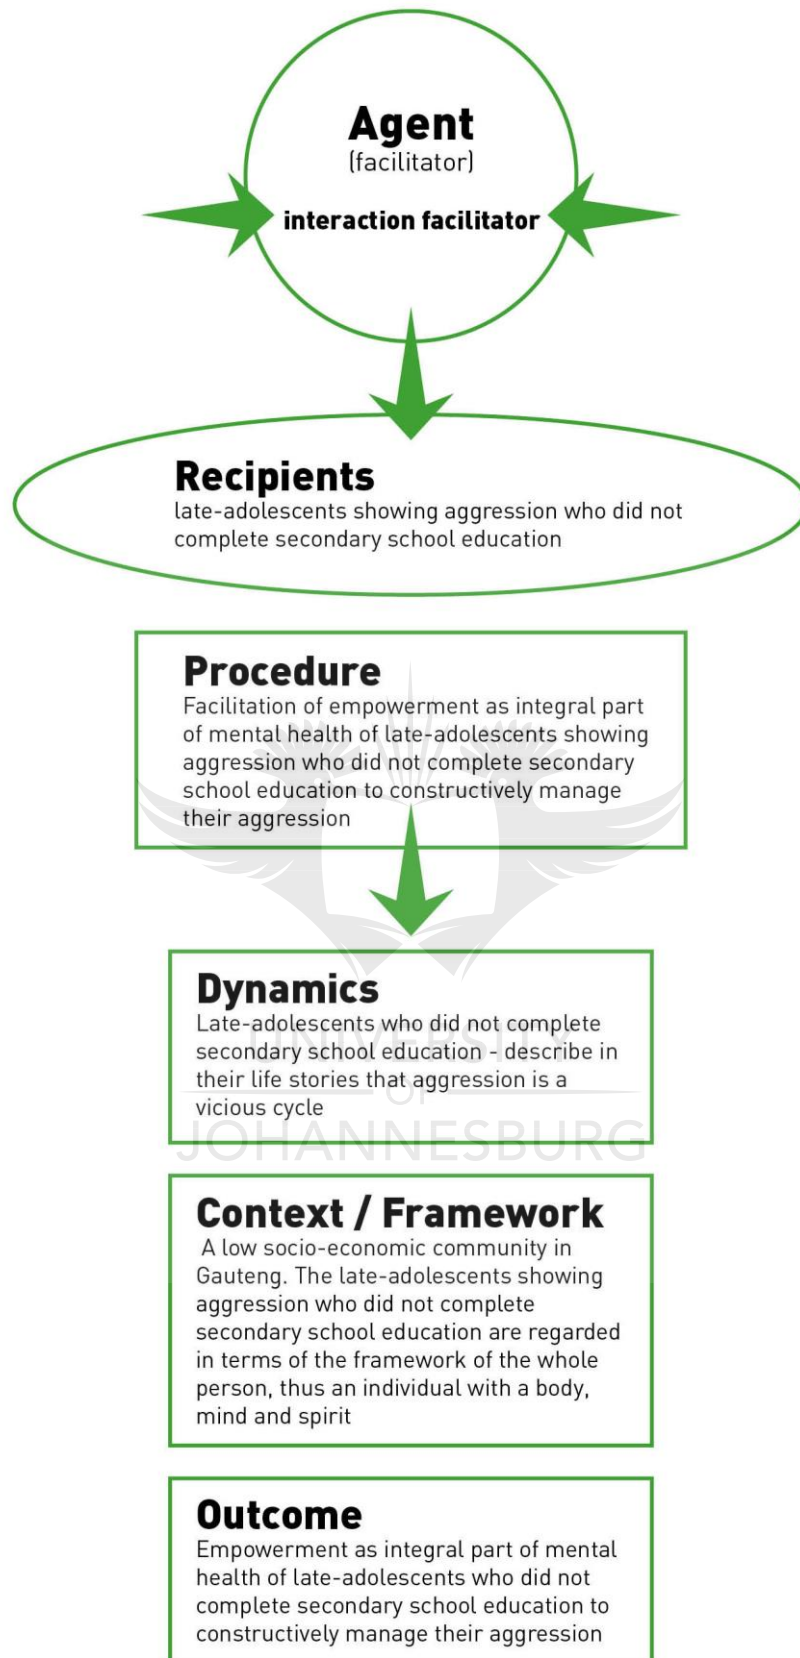 Agent
(facilitator)
interaction facilitator
Recipients
late-adolescents showing aggression who did not
complete secondary school education
Procedure
Facilitation of empowerment as integral part
of mental health of late-adolescents showing
aggression who did not complete secondary
school education to constructively manage
their aggression
Dynamics
Late-adolescents who did not complete
secondary school education - describe in
their life stories that aggression is a
vicious cycle
UNIVERSITY
OF
JOHANNESBURG
Context / Framework
A low socio-economic community in
Gauteng. The late-adolescents showing
aggression who did not complete
secondary school education are regarded
in terms of the framework of the whole
person, thus an individual with a body,
mind and spirit
Outcome
Empowerment as integral part of mental
health of late-adolescents who did not
complete secondary school education to
constructively manage their aggression